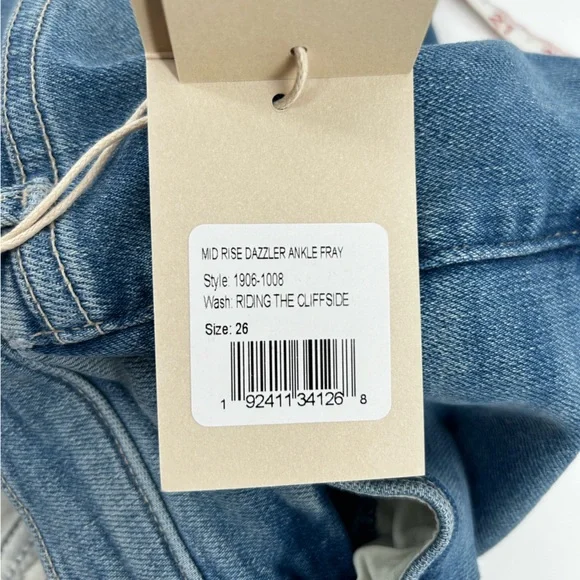 MID RISE DAZZLER ANKLE FRAY
Style: 1906-1008
Wash: RIDING THE CLIFFSIDE
Size: 26
1 92411 34126 8